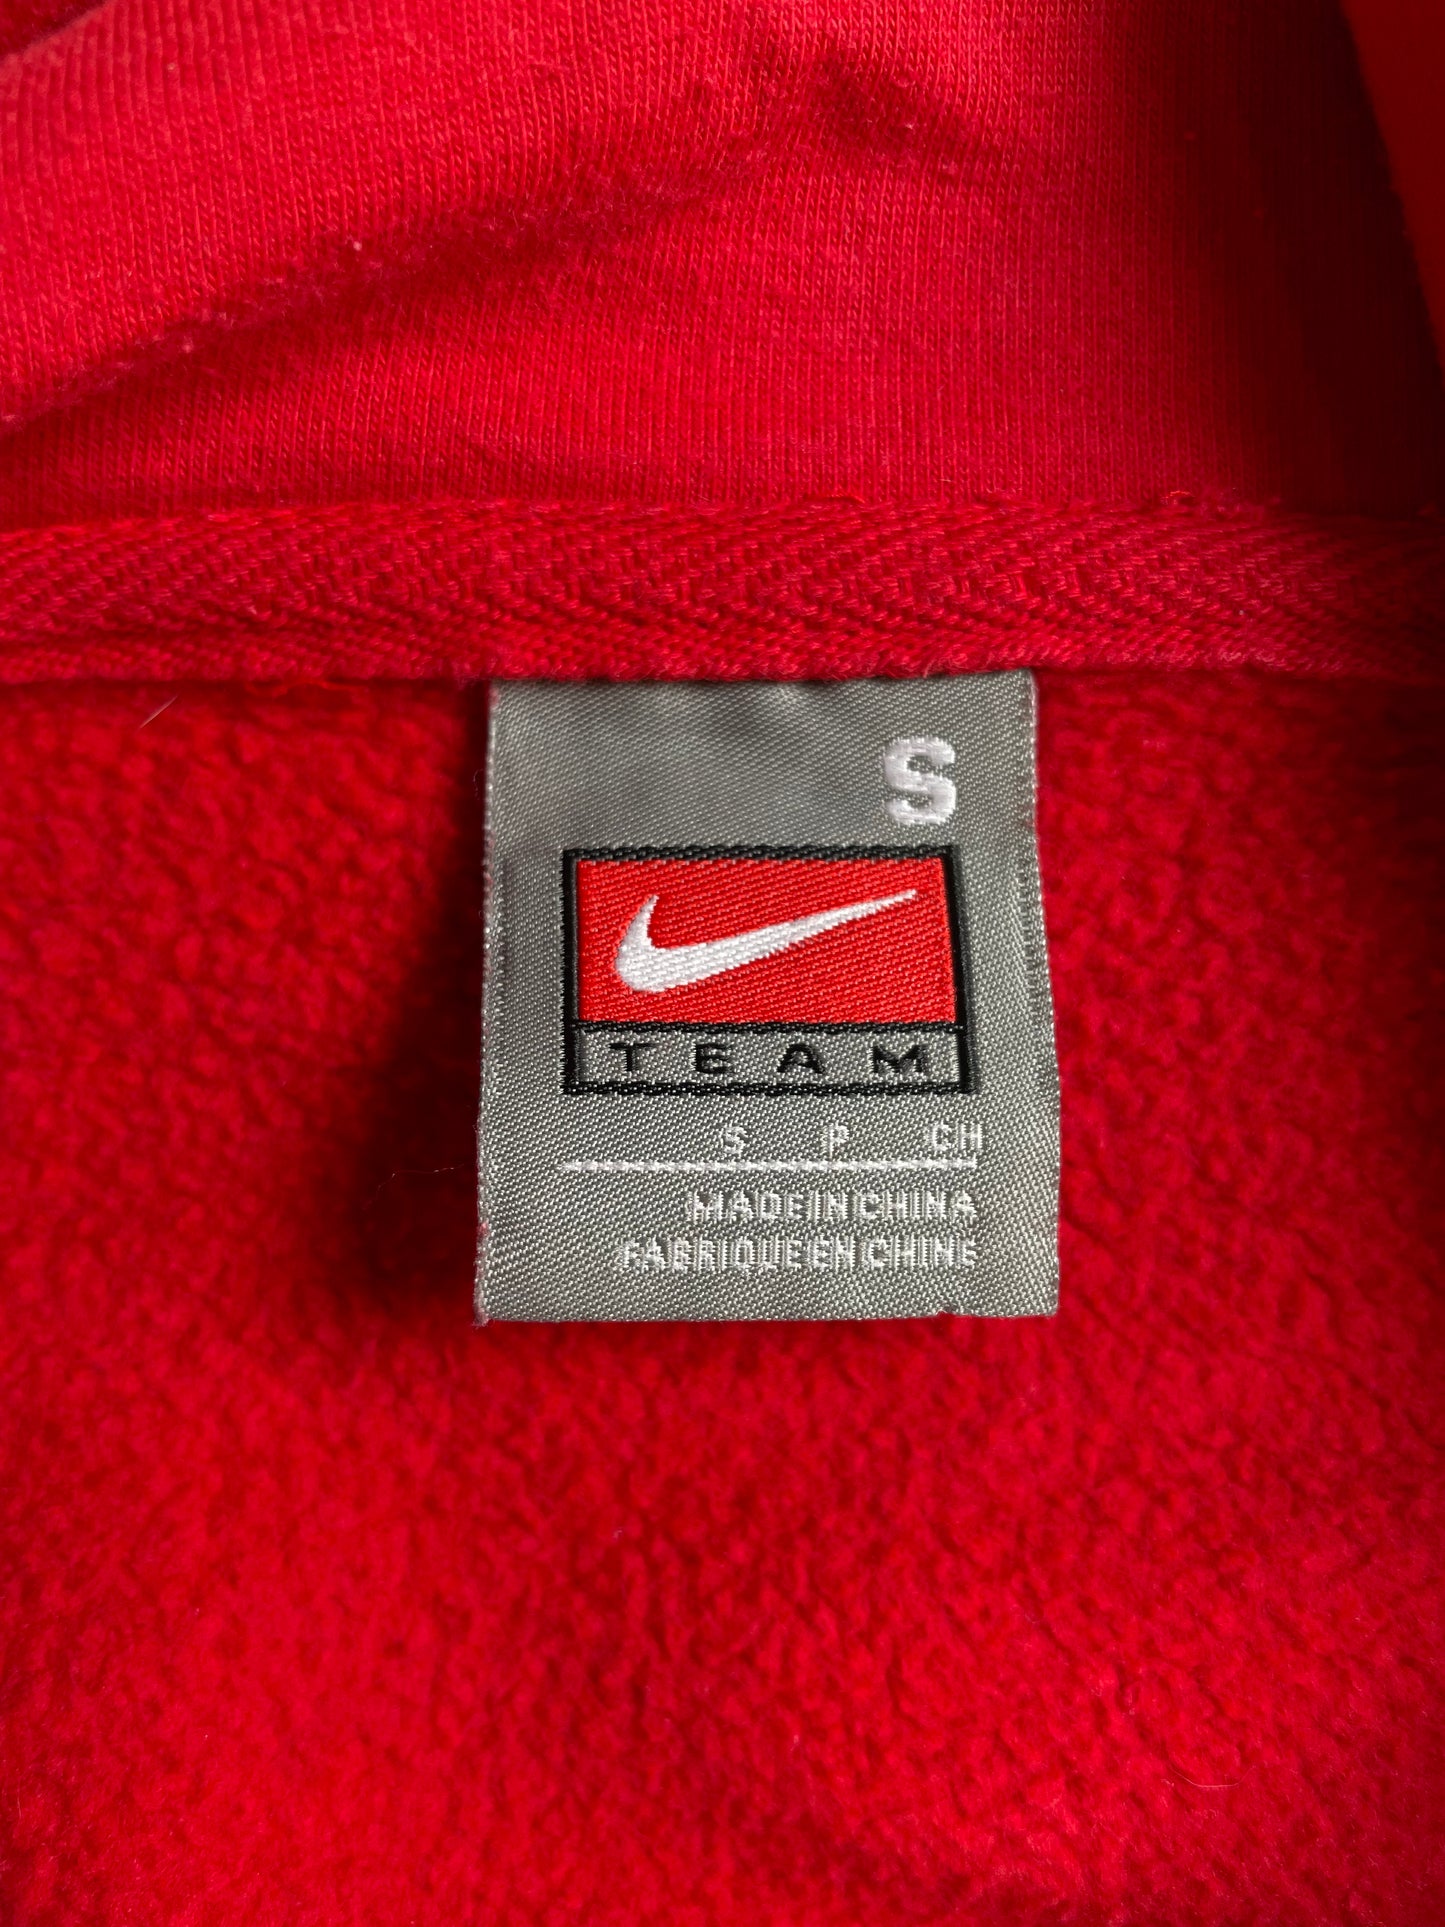 S
TEAM
S P CH
MADE IN CHINA
FABRIQUE EN CHINE